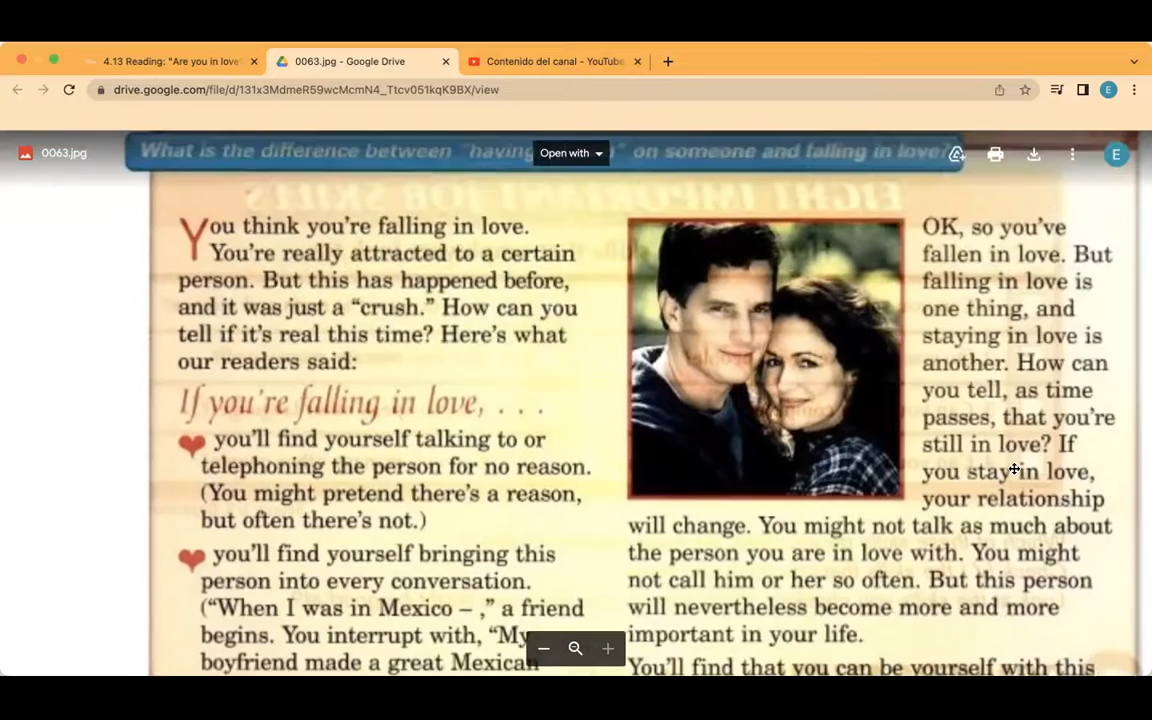 4.13 Reading: "Are you in love"
0063.jpg - Google Drive
Contenido del canal - YouTube
drive.google.com/file/d/131x3MdmeR59wcMcmN4_Ttcv051kqK9BX/view
E
0063.jpg
Open with
E
What is the difference between "having on someone and falling in love?
EIGHT IMPORTANT JOB SKILLS
You think you're falling in love.
You're really attracted to a certain
person. But this has happened before,
and it was just a "crush." How can you
tell if it's real this time? Here's what
our readers said:
If you're falling in love, . . .
you'll find yourself talking to or
telephoning the person for no reason.
(You might pretend there's a reason,
but often there's not.)
you'll find yourself bringing this
person into every conversation.
("When I was in Mexico – ," a friend
begins. You interrupt with, "My
boyfriend made a great Mexican
OK, so you've
fallen in love. But
falling in love is
one thing, and
staying in love is
another. How can
you tell, as time
passes, that you're
still in love? If
you stay in love,
your relationship
will change. You might not talk as much about
the person you are in love with. You might
not call him or her so often. But this person
will nevertheless become more and more
important in your life.
You'll find that you can be yourself with this